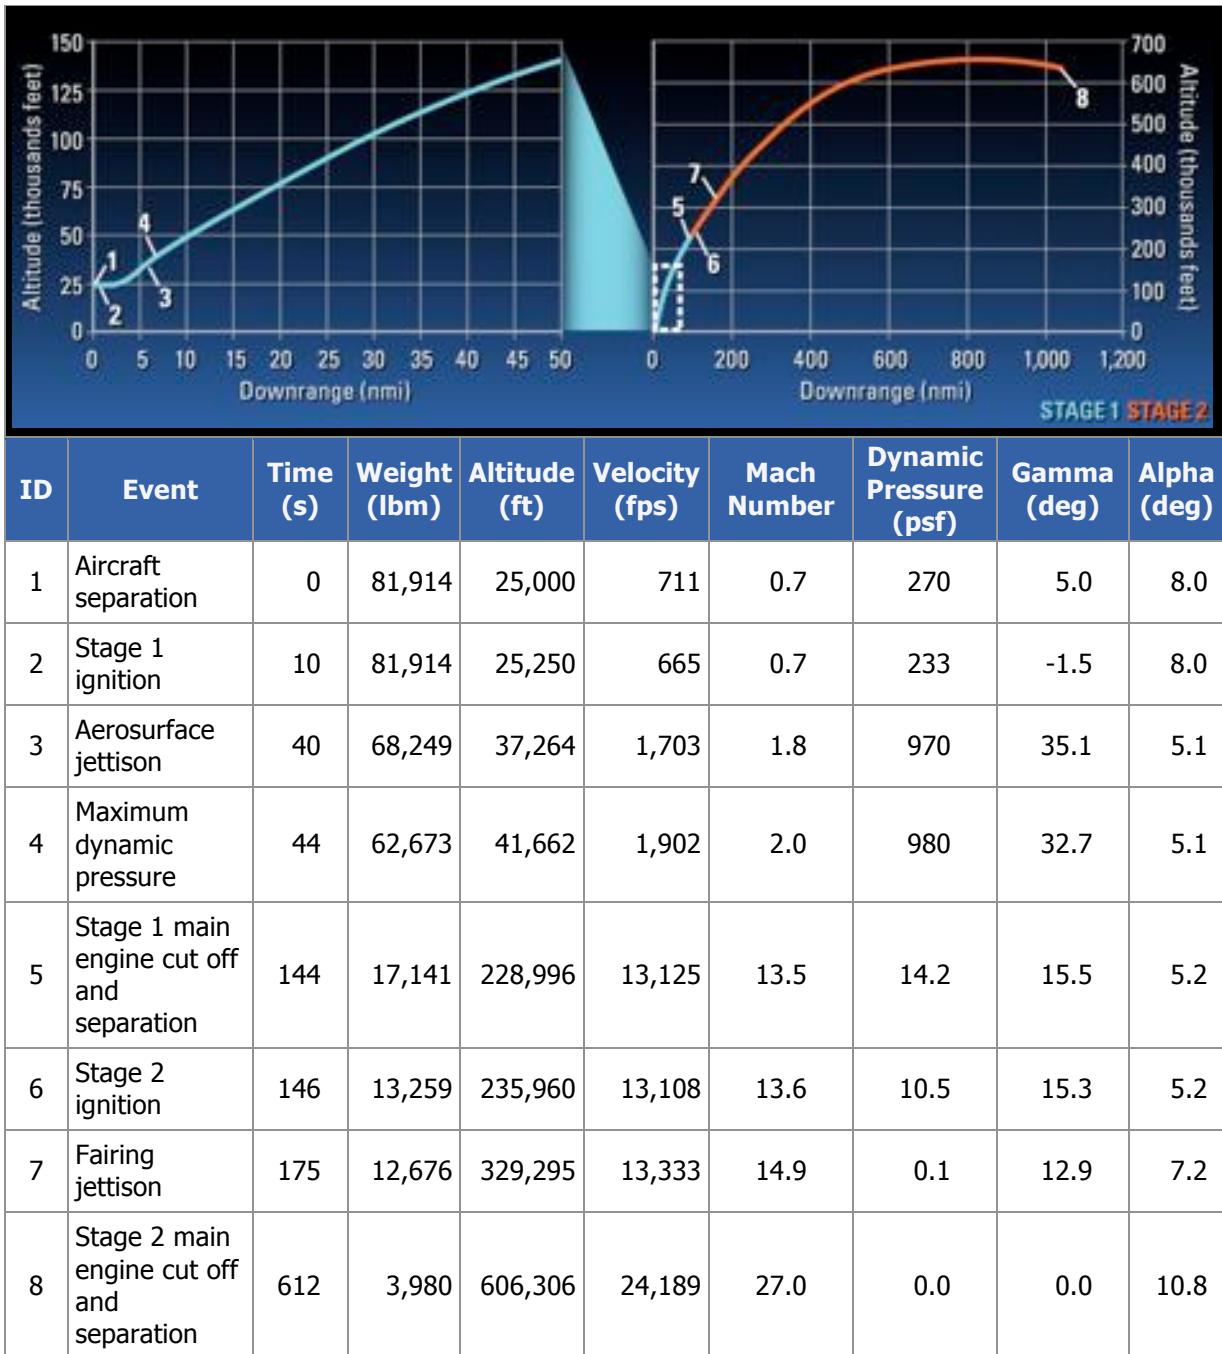 150
125
100
75
50
25
0
Altitude (thousands feet)
1
2
3
4
0 5 10 15 20 25 30 35 40 45 50
Downrange (nmi)
700
600
500
400
300
200
100
0
Altitude (thousands feet)
5
6
7
8
0 200 400 600 800 1,000 1,200
Downrange (nmi)
STAGE 1 STAGE 2
ID Event Time (s) Weight (lbm) Altitude (ft) Velocity (fps) Mach Number Dynamic Pressure (psf) Gamma (deg) Alpha (deg)
1 Aircraft separation 0 81,914 25,000 711 0.7 270 5.0 8.0
2 Stage 1 ignition 10 81,914 25,250 665 0.7 233 -1.5 8.0
3 Aerosurface jettison 40 68,249 37,264 1,703 1.8 970 35.1 5.1
4 Maximum dynamic pressure 44 62,673 41,662 1,902 2.0 980 32.7 5.1
5 Stage 1 main engine cut off and separation 144 17,141 228,996 13,125 13.5 14.2 15.5 5.2
6 Stage 2 ignition 146 13,259 235,960 13,108 13.6 10.5 15.3 5.2
7 Fairing jettison 175 12,676 329,295 13,333 14.9 0.1 12.9 7.2
8 Stage 2 main engine cut off and separation 612 3,980 606,306 24,189 27.0 0.0 0.0 10.8